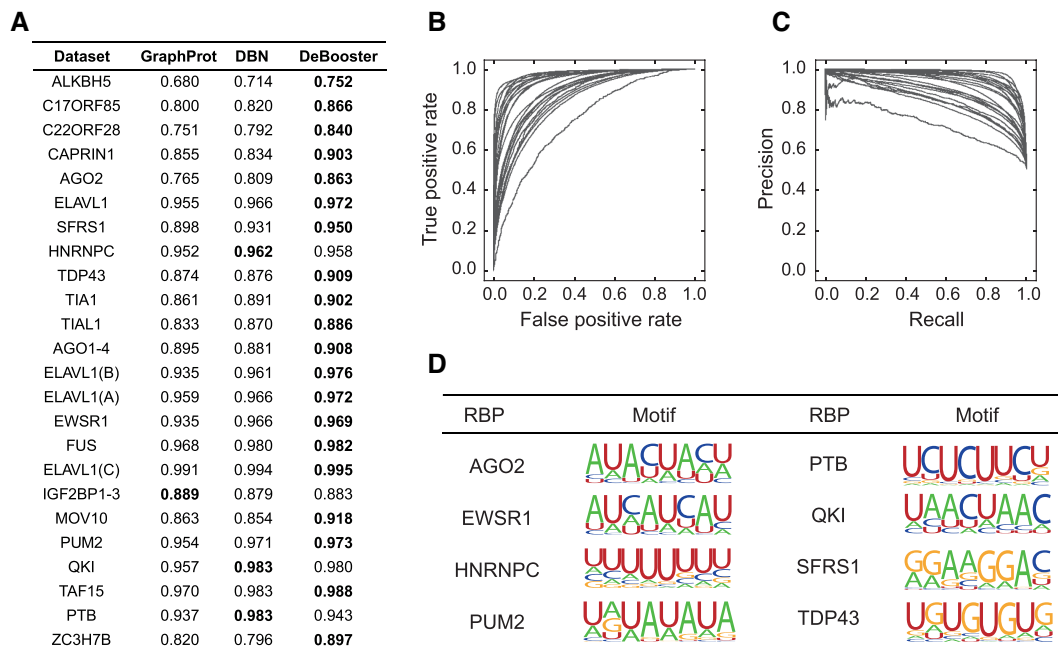 A
Dataset GraphProt DBN DeBooster
ALKBH5 0.680 0.714 0.752
C17ORF85 0.800 0.820 0.866
C22ORF28 0.751 0.792 0.840
CAPRIN1 0.855 0.834 0.903
AGO2 0.765 0.809 0.863
ELAVL1 0.955 0.966 0.972
SFRS1 0.898 0.931 0.950
HNRNPC 0.952 0.962 0.958
TDP43 0.874 0.876 0.909
TIA1 0.861 0.891 0.902
TIAL1 0.833 0.870 0.886
AGO1-4 0.895 0.881 0.908
ELAVL1(B) 0.935 0.961 0.976
ELAVL1(A) 0.959 0.966 0.972
EWSR1 0.935 0.966 0.969
FUS 0.968 0.980 0.982
ELAVL1(C) 0.991 0.994 0.995
IGF2BP1-3 0.889 0.879 0.883
MOV10 0.863 0.854 0.918
PUM2 0.954 0.971 0.973
QKI 0.957 0.983 0.980
TAF15 0.970 0.983 0.988
PTB 0.937 0.983 0.943
ZC3H7B 0.820 0.796 0.897
B
True positive rate
1.0
0.8
0.6
0.4
0.2
0.0
0.0 0.2 0.4 0.6 0.8 1.0
False positive rate
C
Precision
1.0
0.8
0.6
0.4
0.2
0.0
0.0 0.2 0.4 0.6 0.8 1.0
Recall
D
RBP Motif RBP Motif
AGO2 AUACUACU PTB UCUCUUCU
EWSR1 AUCAUCAU QKI UAACUAAC
HNRNPC UUUUUUUU SFRS1 GGAAGGAC
PUM2 UAUAUAUA TDP43 UGUGUGUG